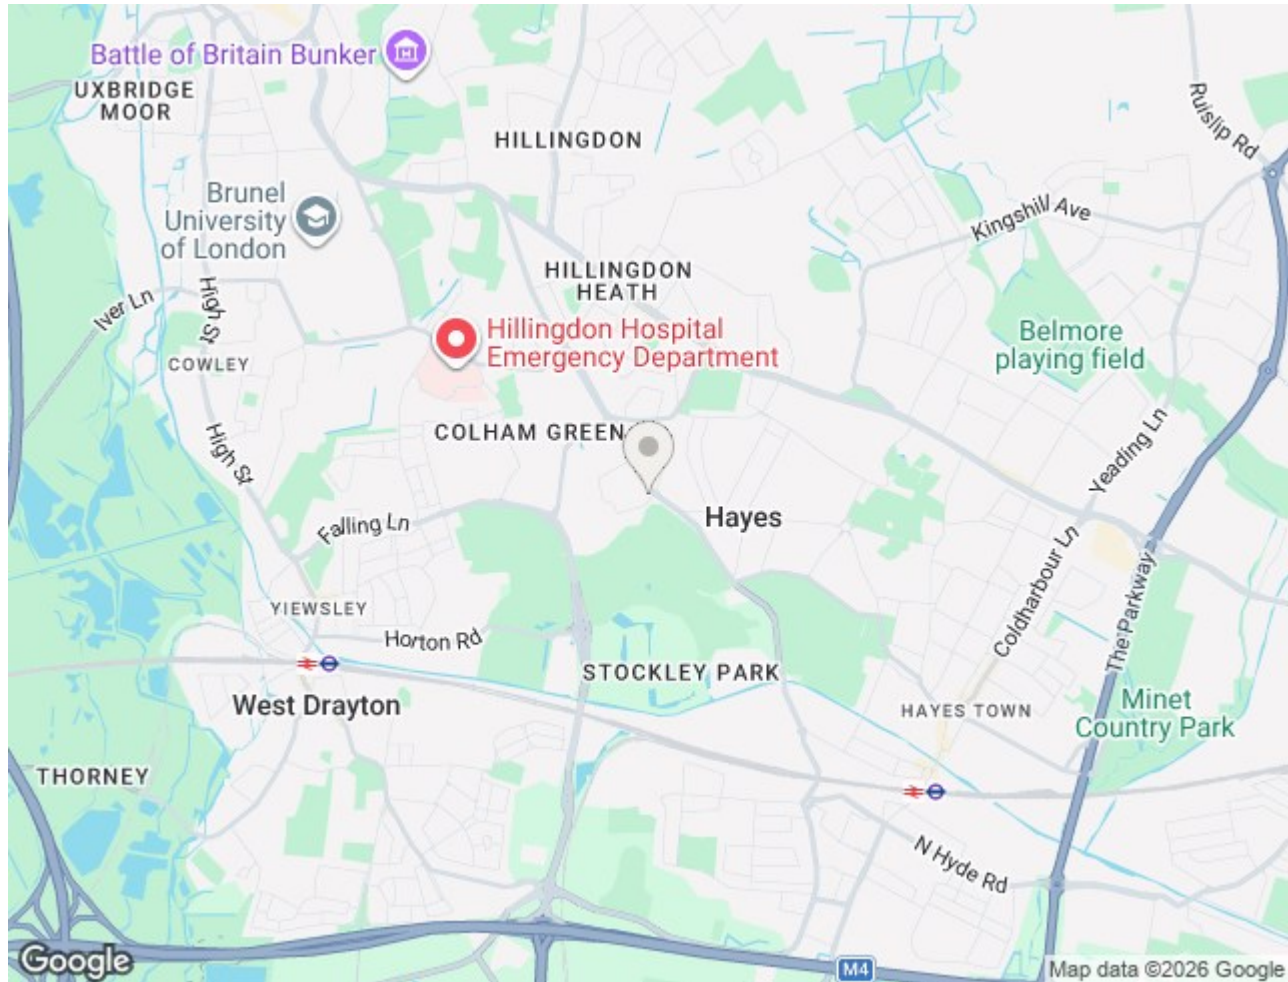 Battle of Britain Bunker
UXBRIDGE
MOOR
Ruislip Rd
HILLINGDON
Brunel
University
of London
Kingshill Ave
HILLINGDON
HEATH
Iver Ln
High St
Hillingdon Hospital
Emergency Department
Belmore
playing field
COWLEY
COLHAM GREEN
High St
Yeading Ln
Falling Ln
Hayes
Coldharbour Ln
The Parkway
YIEWSLEY
Horton Rd
STOCKLEY PARK
West Drayton
HAYES TOWN
Minet
Country Park
THORNEY
N Hyde Rd
Google
M4
Map data ©2026 Google